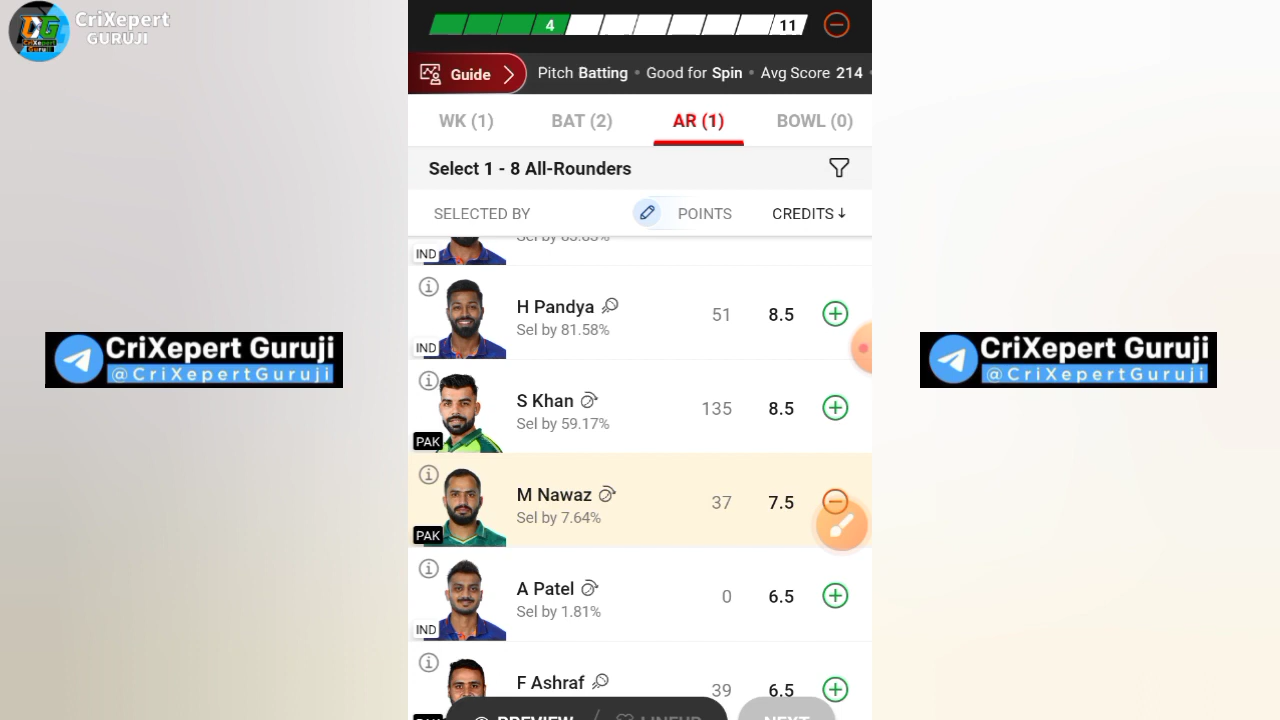 CriXepert
GURUJI
4
11
Guide
Pitch Batting • Good for Spin • Avg Score 214
WK (1)
BAT (2)
AR (1)
BOWL (0)
Select 1 - 8 All-Rounders
SELECTED BY
POINTS
CREDITS ↓
IND
H Pandya
51
8.5
Sel by 81.58%
IND
S Khan
135
8.5
Sel by 59.17%
PAK
M Nawaz
37
7.5
Sel by 7.64%
PAK
A Patel
0
6.5
Sel by 1.81%
IND
F Ashraf
39
6.5
PREVIEW
LINEUP
NEXT
CriXepert Guruji
@CriXepertGuruji
CriXepert Guruji
@CriXepertGuruji